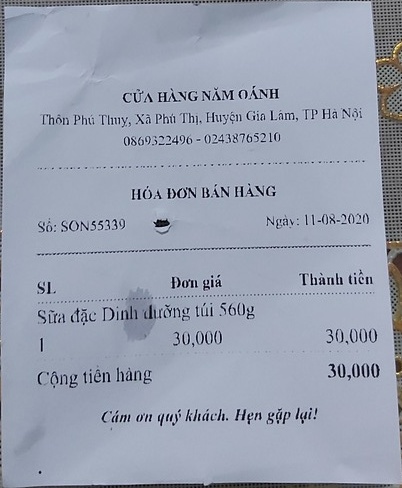 CỬA HÀNG NĂM OÁNH
Thôn Phú Thuỵ, Xã Phú Thị, Huyện Gia Lâm, TP Hà Nội
0869322496 - 02438765210
HÓA ĐƠN BÁN HÀNG
Số: SON55339 Ngày: 11-08-2020
SL Đơn giá Thành tiền
Sữa đặc Dinh dưỡng túi 560g
1 30,000 30,000
Cộng tiền hàng 30,000
Cám ơn quý khách. Hẹn gặp lại!